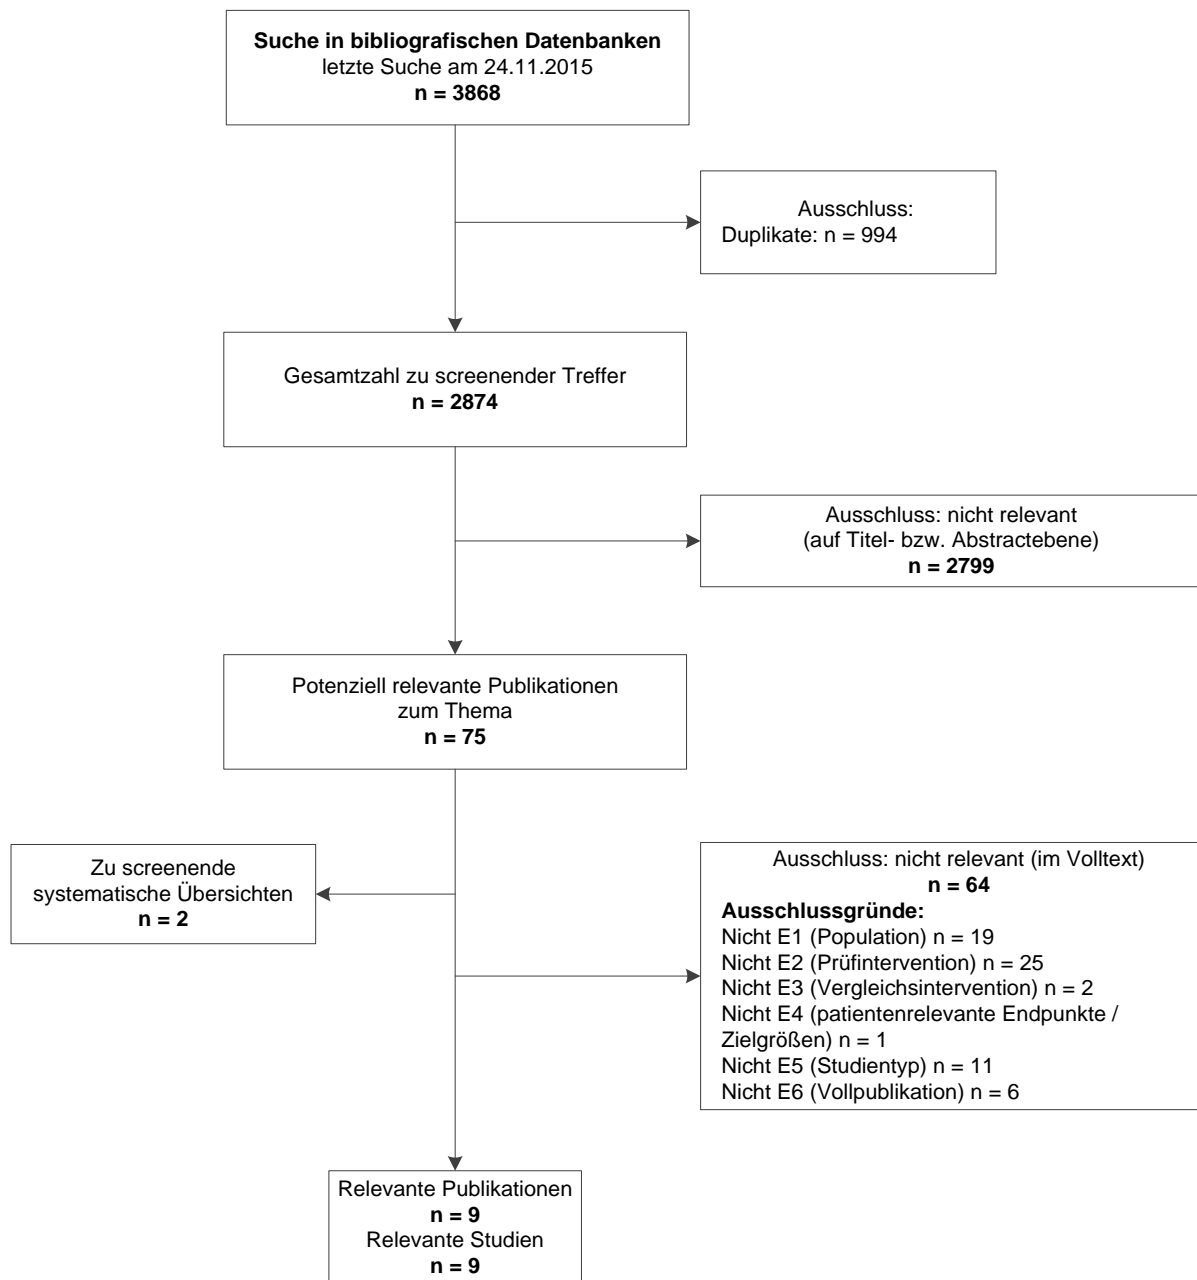 Suche in bibliografischen Datenbanken
letzte Suche am 24.11.2015
n = 3868
Ausschluss:
Duplikate: n = 994
Gesamtzahl zu screenender Treffer
n = 2874
Ausschluss: nicht relevant
(auf Titel- bzw. Abstractebene)
n = 2799
Potenziell relevante Publikationen
zum Thema
n = 75
Zu screenende
systematische Übersichten
n = 2
Ausschluss: nicht relevant (im Volltext)
n = 64
Ausschlussgründe:
Nicht E1 (Population) n = 19
Nicht E2 (Prüfintervention) n = 25
Nicht E3 (Vergleichsintervention) n = 2
Nicht E4 (patientenrelevante Endpunkte /
Zielgrößen) n = 1
Nicht E5 (Studientyp) n = 11
Nicht E6 (Vollpublikation) n = 6
Relevante Publikationen
n = 9
Relevante Studien
n = 9